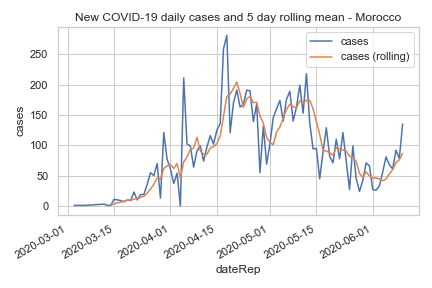 New COVID-19 daily cases and 5 day rolling mean - Morocco
cases
cases (rolling)
250
200
150
100
50
0
cases
2020-03-01
2020-03-15
2020-04-01
2020-04-15
2020-05-01
2020-05-15
2020-06-01
dateRep